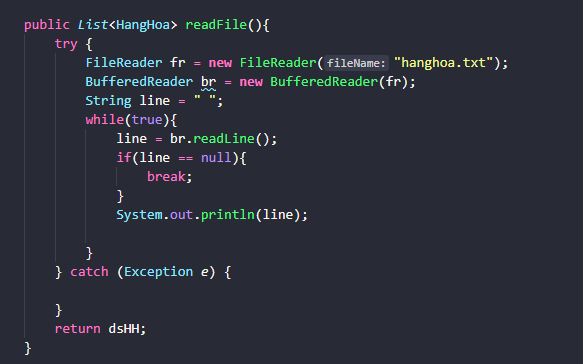 public List<HangHoa> readFile(){
try {
FileReader fr = new FileReader(fileName: "hanghoa.txt");
BufferedReader br = new BufferedReader(fr);
String line = " ";
while(true){
line = br.readLine();
if(line == null){
break;
}
System.out.println(line);
}
} catch (Exception e) {
}
return dsHH;
}